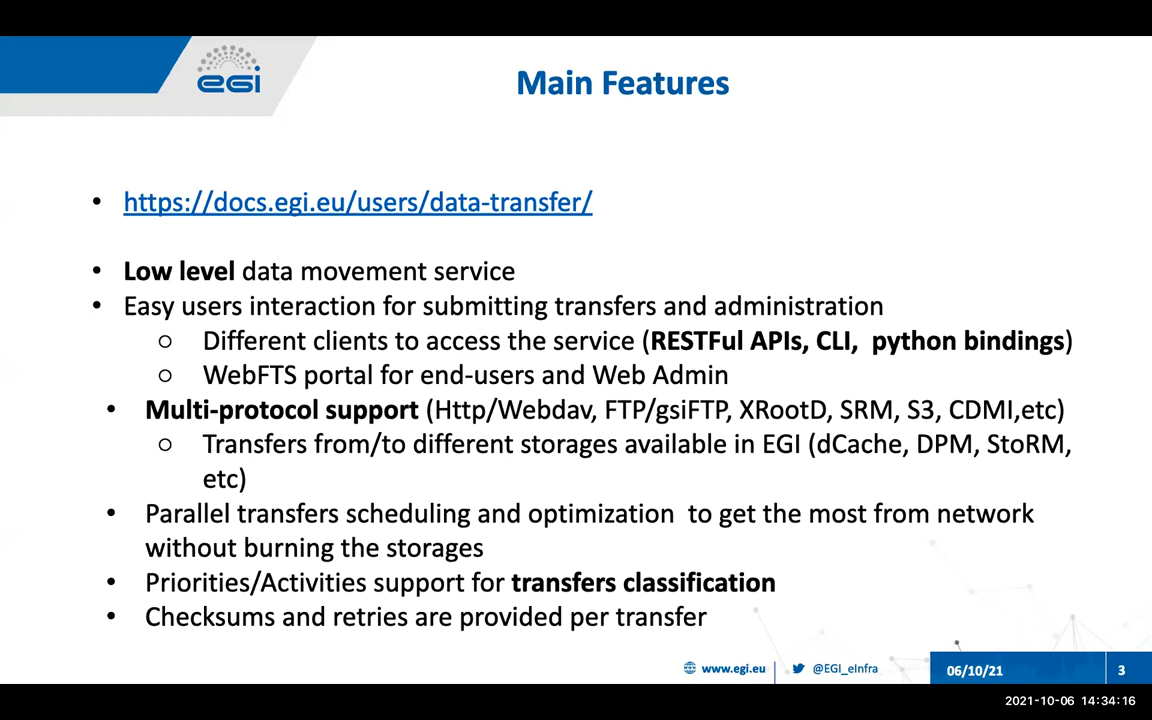 egi
Main Features
• https://docs.egi.eu/users/data-transfer/
• Low level data movement service
• Easy users interaction for submitting transfers and administration
○ Different clients to access the service (RESTFul APIs, CLI, python bindings)
○ WebFTS portal for end-users and Web Admin
• Multi-protocol support (Http/Webdav, FTP/gsiFTP, XRootD, SRM, S3, CDMI,etc)
○ Transfers from/to different storages available in EGI (dCache, DPM, StoRM,
etc)
• Parallel transfers scheduling and optimization to get the most from network
without burning the storages
• Priorities/Activities support for transfers classification
• Checksums and retries are provided per transfer
www.egi.eu | @EGI_eInfra
06/10/21 3
2021-10-06 14:34:16